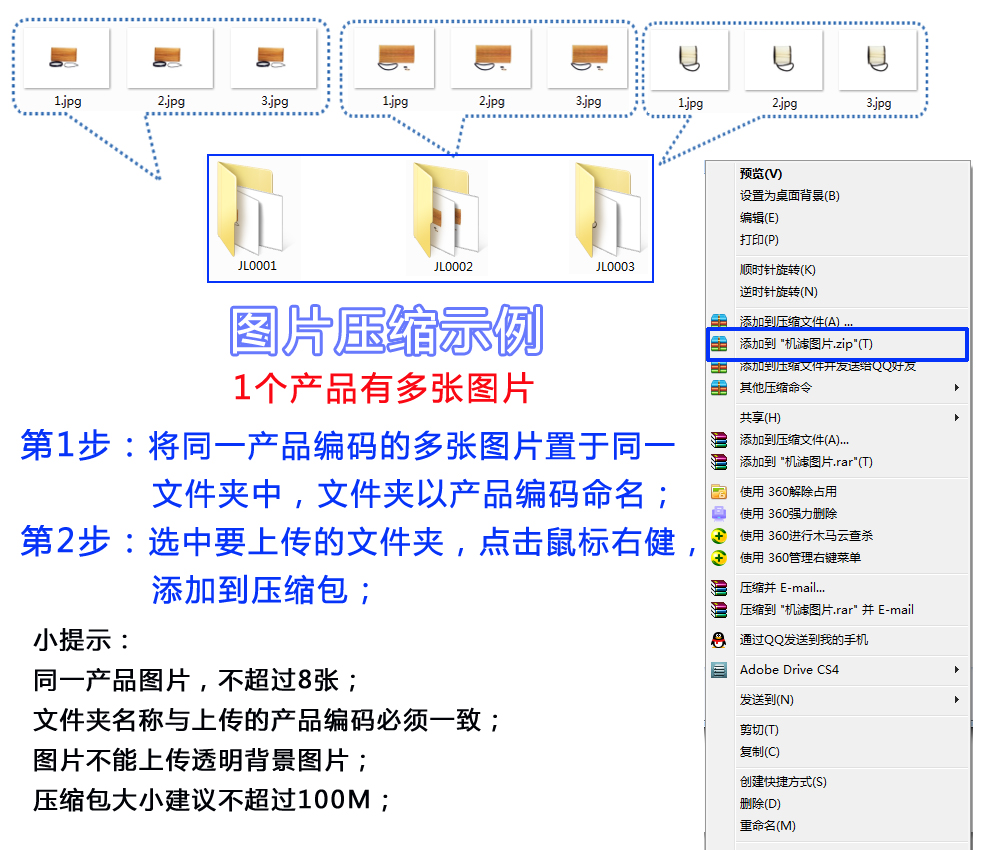 1.jpg 2.jpg 3.jpg
1.jpg 2.jpg 3.jpg
1.jpg 2.jpg 3.jpg
JL0001 JL0002 JL0003
图片压缩示例
1个产品有多张图片
第1步：将同一产品编码的多张图片置于同一
文件夹中，文件夹以产品编码命名；
第2步：选中要上传的文件夹，点击鼠标右健，
添加到压缩包；
小提示：
同一产品图片，不超过8张；
文件夹名称与上传的产品编码必须一致；
图片不能上传透明背景图片；
压缩包大小建议不超过100M；
预览(V)
设置为桌面背景(B)
编辑(E)
打印(P)
顺时针旋转(K)
逆时针旋转(N)
添加到压缩文件(A) ...
添加到 "机滤图片.zip"(T)
添加到压缩文件并发送给QQ好友
其他压缩命令
共享(H)
添加到压缩文件(A)...
添加到 "机滤图片.rar"(T)
使用 360解除占用
使用 360强力删除
使用 360进行木马云查杀
使用 360管理右键菜单
压缩并 E-mail...
压缩到 "机滤图片.rar" 并 E-mail
通过QQ发送到我的手机
Adobe Drive CS4
发送到(N)
剪切(T)
复制(C)
创建快捷方式(S)
删除(D)
重命名(M)